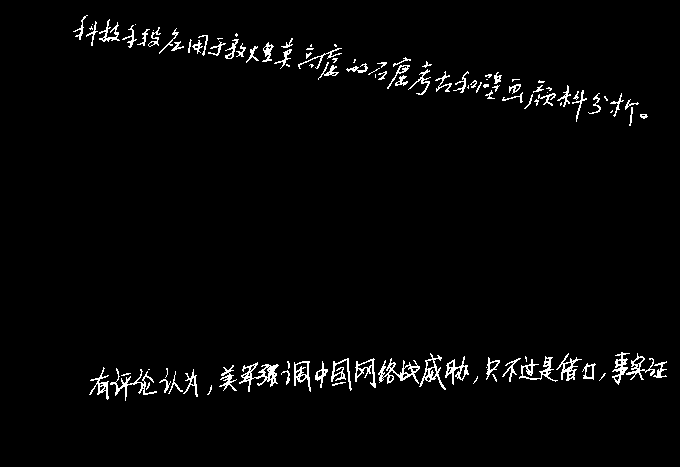 科技手段应用于敦煌莫高窟的石窟考古和壁画颜料分析。
有评论认为，美军强调中国网络战威胁，只不过是借口，事实证